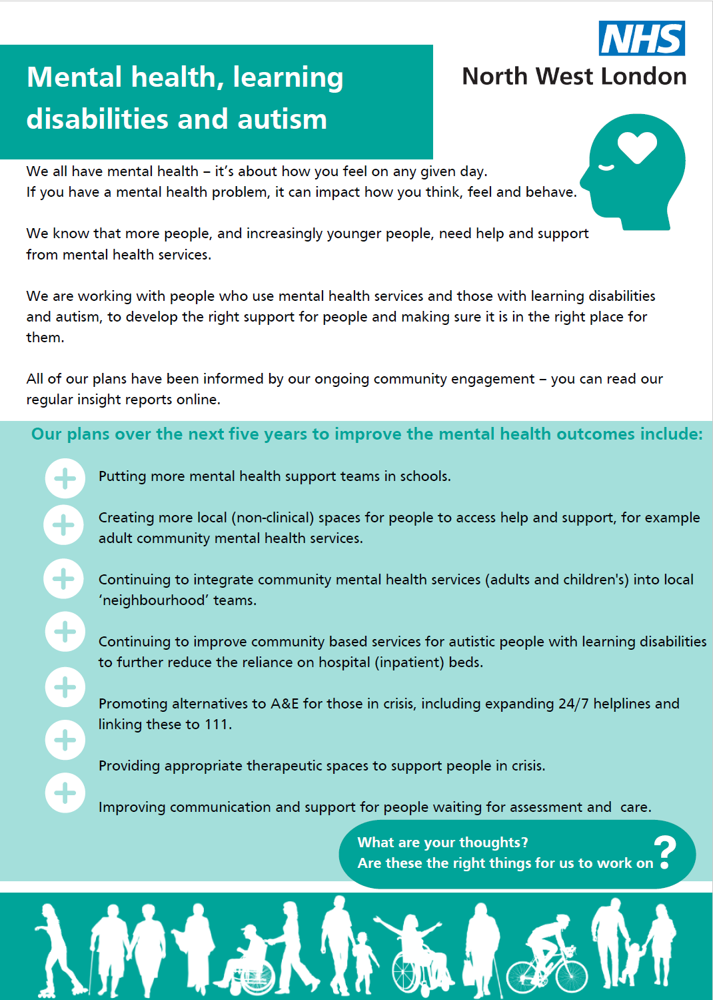 NHS
North West London
Mental health, learning
disabilities and autism
We all have mental health – it’s about how you feel on any given day.
If you have a mental health problem, it can impact how you think, feel and behave.
We know that more people, and increasingly younger people, need help and support
from mental health services.
We are working with people who use mental health services and those with learning disabilities
and autism, to develop the right support for people and making sure it is in the right place for
them.
All of our plans have been informed by our ongoing community engagement – you can read our
regular insight reports online.
Our plans over the next five years to improve the mental health outcomes include:
Putting more mental health support teams in schools.
Creating more local (non-clinical) spaces for people to access help and support, for example
adult community mental health services.
Continuing to integrate community mental health services (adults and children's) into local
‘neighbourhood’ teams.
Continuing to improve community based services for autistic people with learning disabilities
to further reduce the reliance on hospital (inpatient) beds.
Promoting alternatives to A&E for those in crisis, including expanding 24/7 helplines and
linking these to 111.
Providing appropriate therapeutic spaces to support people in crisis.
Improving communication and support for people waiting for assessment and  care.
What are your thoughts?
Are these the right things for us to work on?